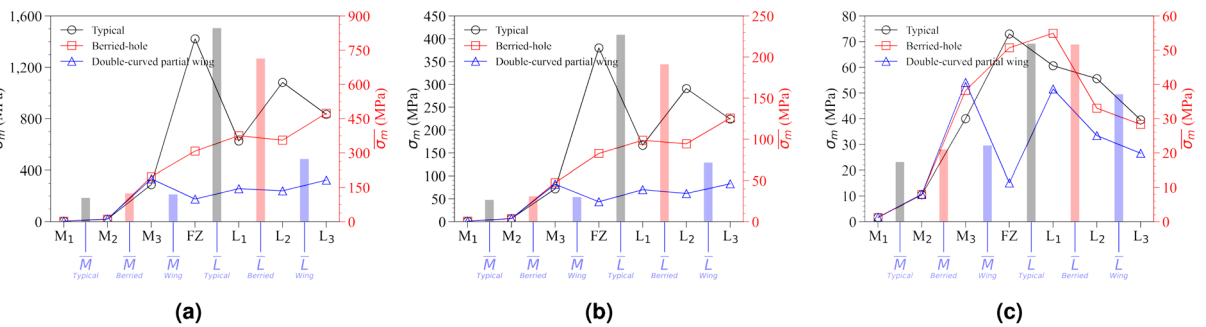 1,600
1,200
800
400
0
σm (MPa)
Typical
Berried-hole
Double-curved partial wing
900
750
600
450
300
150
0
σm (MPa)
M1 M2 M3 FZ L1 L2 L3
M M M L L L
Typical Berried Wing Typical Berried Wing
(a)
450
400
350
300
250
200
150
100
50
0
σm (MPa)
Typical
Berried-hole
Double-curved partial wing
250
200
150
100
50
0
σm (MPa)
M1 M2 M3 FZ L1 L2 L3
M M M L L L
Typical Berried Wing Typical Berried Wing
(b)
80
70
60
50
40
30
20
10
0
σm (MPa)
Typical
Berried-hole
Double-curved partial wing
60
50
40
30
20
10
0
σm (MPa)
M1 M2 M3 FZ L1 L2 L3
M M M L L L
Typical Berried Wing Typical Berried Wing
(c)